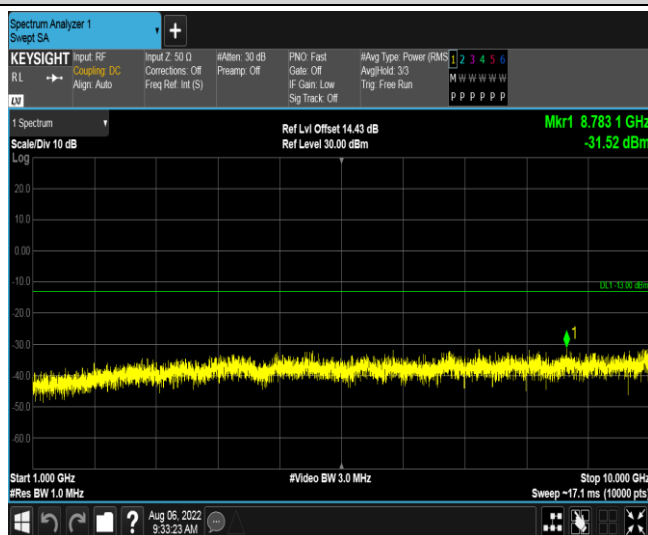 Spectrum Analyzer 1
Swept SA
+
KEYSIGHT
RL
LXI
Input: RF
Coupling: DC
Align: Auto
Input Z: 50 Ω
Corrections: Off
Freq Ref: Int (S)
#Atten: 30 dB
Preamp: Off
PNO: Fast
Gate: Off
IF Gain: Low
Sig Track: Off
#Avg Type: Power (RMS
Avg|Hold: 3/3
Trig: Free Run
1 2 3 4 5 6
M W W W W W
P P P P P P
1 Spectrum
Scale/Div 10 dB
Ref Lvl Offset 14.43 dB
Ref Level 30.00 dBm
Mkr1 8.783 1 GHz
-31.52 dBm
Log
20.0
10.0
0.00
-10.0
DL1 -13.00 dBm
-20.0
-30.0
1
-40.0
-50.0
-60.0
Start 1.000 GHz
#Video BW 3.0 MHz
Stop 10.000 GHz
#Res BW 1.0 MHz
Sweep ~17.1 ms (10000 pts)
?
Aug 06, 2022
9:33:23 AM